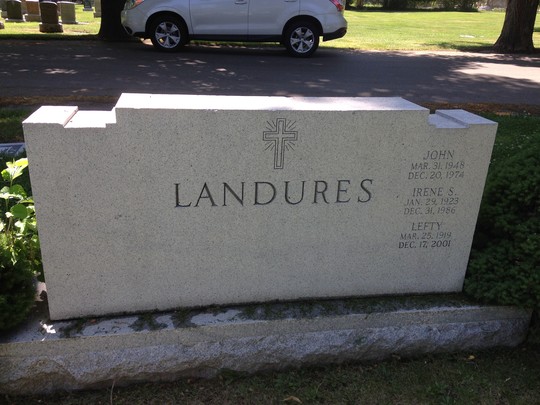 LANDURES
JOHN
MAR. 31, 1948
DEC. 20, 1974
IRENE S.
JAN. 29, 1923
DEC. 31, 1986
LEFTY
MAR. 25, 1919
DEC. 17, 2001